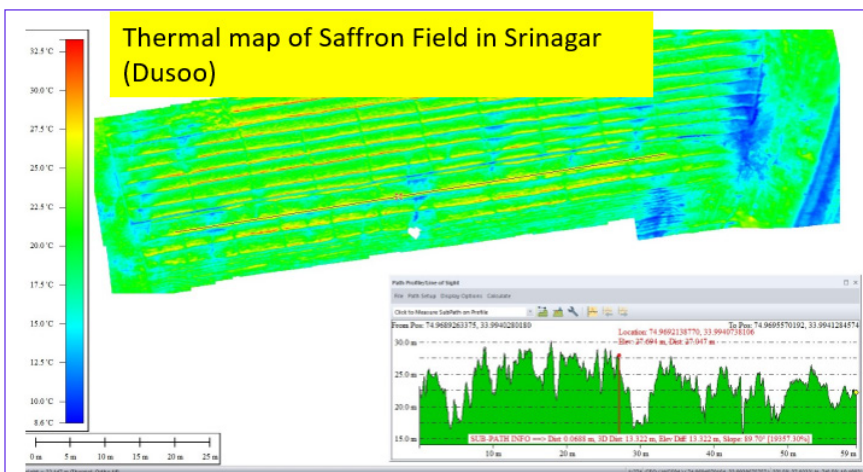 Thermal map of Saffron Field in Srinagar
(Dusoo)
32.5 °C
30.0 °C
27.5 °C
25.0 °C
22.5 °C
20.0 °C
17.5 °C
15.0 °C
12.5 °C
10.0 °C
8.6 °C
0 m 5 m 10 m 15 m 20 m 25 m
Path Profile/Line of Sight
File Path Setup Display Options Calculate
Click to Measure SubPath on Profile
From Pos: 74.9689263375, 33.9940280180
To Pos: 74.9695570192, 33.9941284574
Location: 74.9692138770, 33.9940738106
Elev: 27.694 m, Dist: 27.047 m
30.0 m
25.0 m
22.0 m
15.0 m
SUB-PATH INFO ==> Dist: 0.0688 m, 3D Dist: 13.322 m, Elev Diff: 13.322 m, Slope: 89.70° [19357.30%]
10 m 20 m 30 m 40 m 50 m 59 m